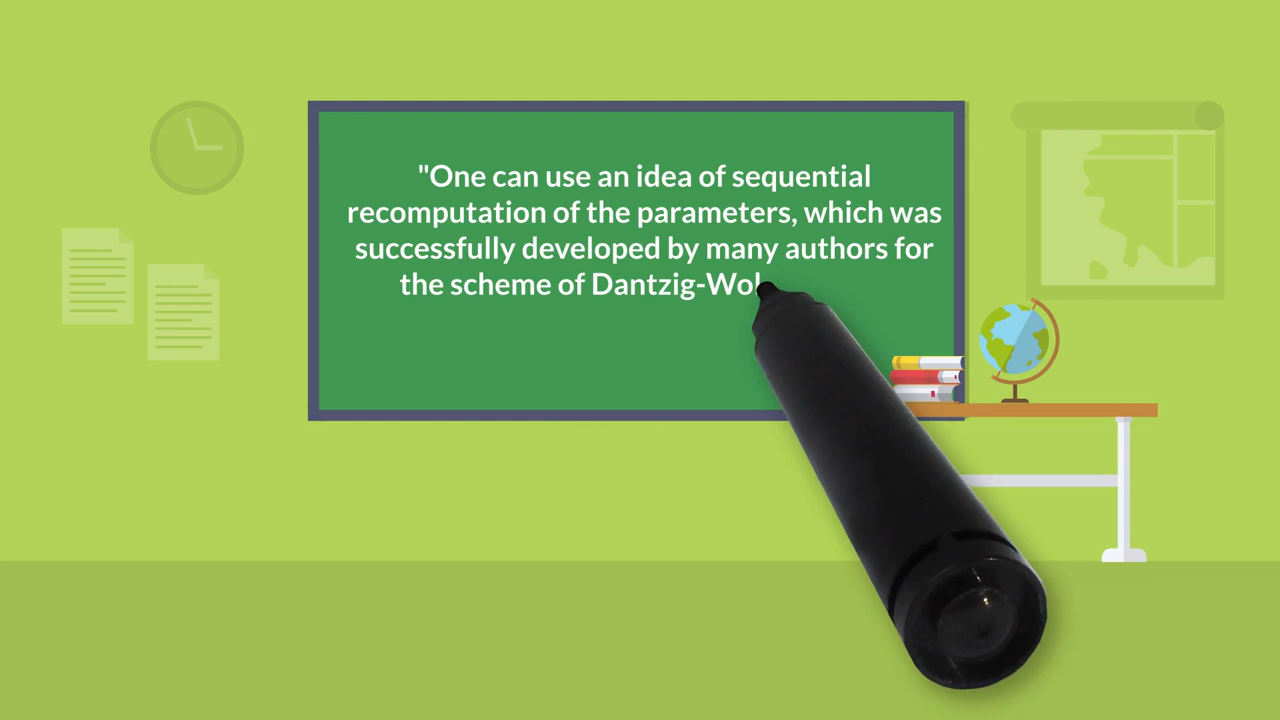 "One can use an idea of sequential
recomputation of the parameters, which was
successfully developed by many authors for
the scheme of Dantzig-Wol